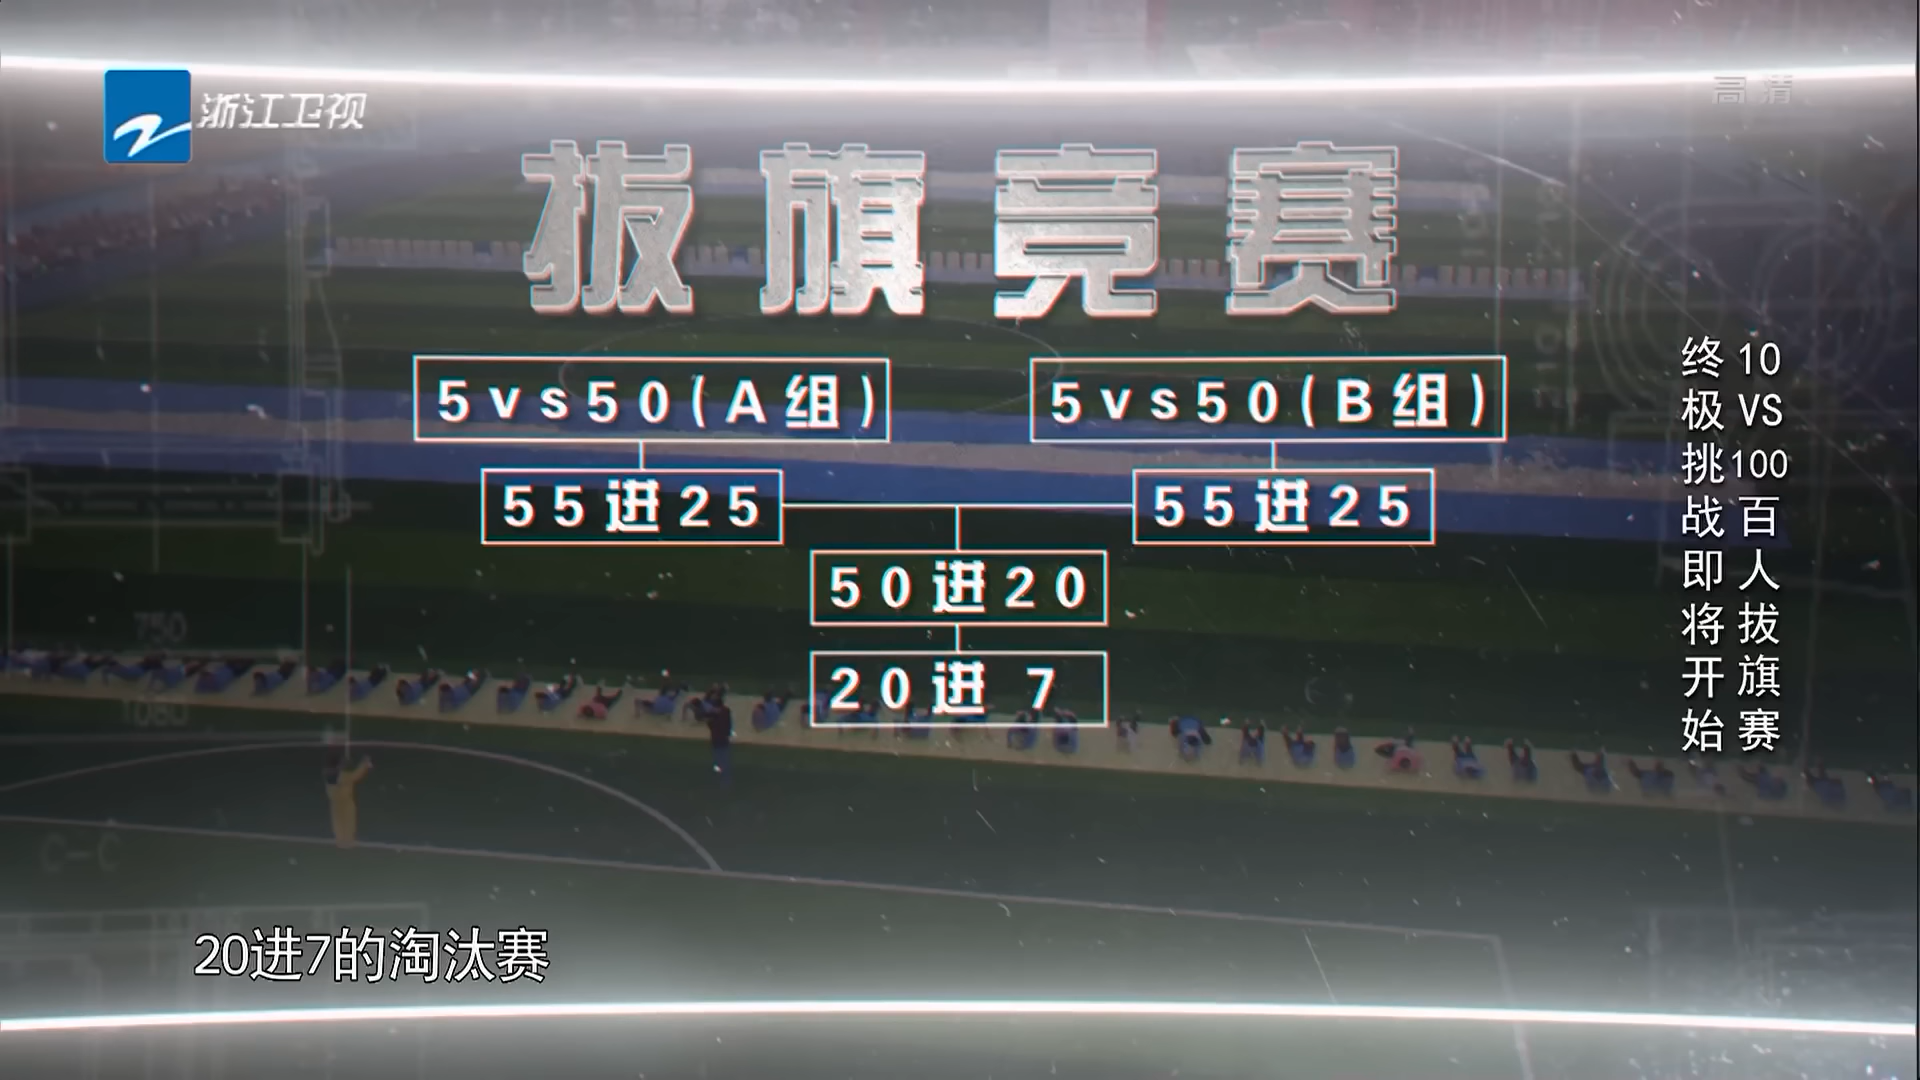 浙江卫视
高清
拔旗竞赛
5vs50(A组)
5vs50(B组)
55进25
55进25
50进20
20进7
10VS100百人拔旗赛
终极挑战即将开始
750
1080
C-C
20进7的淘汰赛